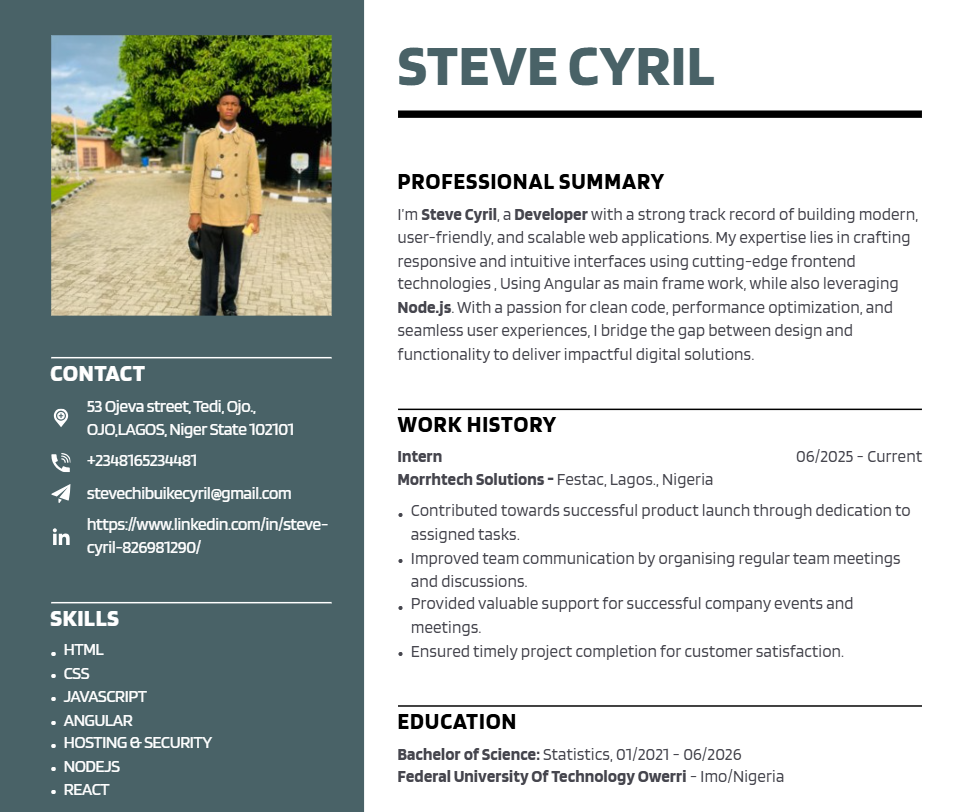 STEVE CYRIL
PROFESSIONAL SUMMARY
I'm Steve Cyril, a Developer with a strong track record of building modern,
user-friendly, and scalable web applications. My expertise lies in crafting
responsive and intuitive interfaces using cutting-edge frontend
technologies , Using Angular as main frame work, while also leveraging
Node.js. With a passion for clean code, performance optimization, and
seamless user experiences, I bridge the gap between design and
functionality to deliver impactful digital solutions.
WORK HISTORY
Intern 06/2025 - Current
Morrhtech Solutions - Festac, Lagos., Nigeria
• Contributed towards successful product launch through dedication to
assigned tasks.
• Improved team communication by organising regular team meetings
and discussions.
• Provided valuable support for successful company events and
meetings.
• Ensured timely project completion for customer satisfaction.
EDUCATION
Bachelor of Science: Statistics, 01/2021 - 06/2026
Federal University Of Technology Owerri - Imo/Nigeria
CONTACT
53 Ojeva street, Tedi, Ojo.,
OJO,LAGOS, Niger State 102101
+2348165234481
stevechibuikecyril@gmail.com
https://www.linkedin.com/in/steve-
cyril-826981290/
SKILLS
• HTML
• CSS
• JAVASCRIPT
• ANGULAR
• HOSTING & SECURITY
• NODEJS
• REACT